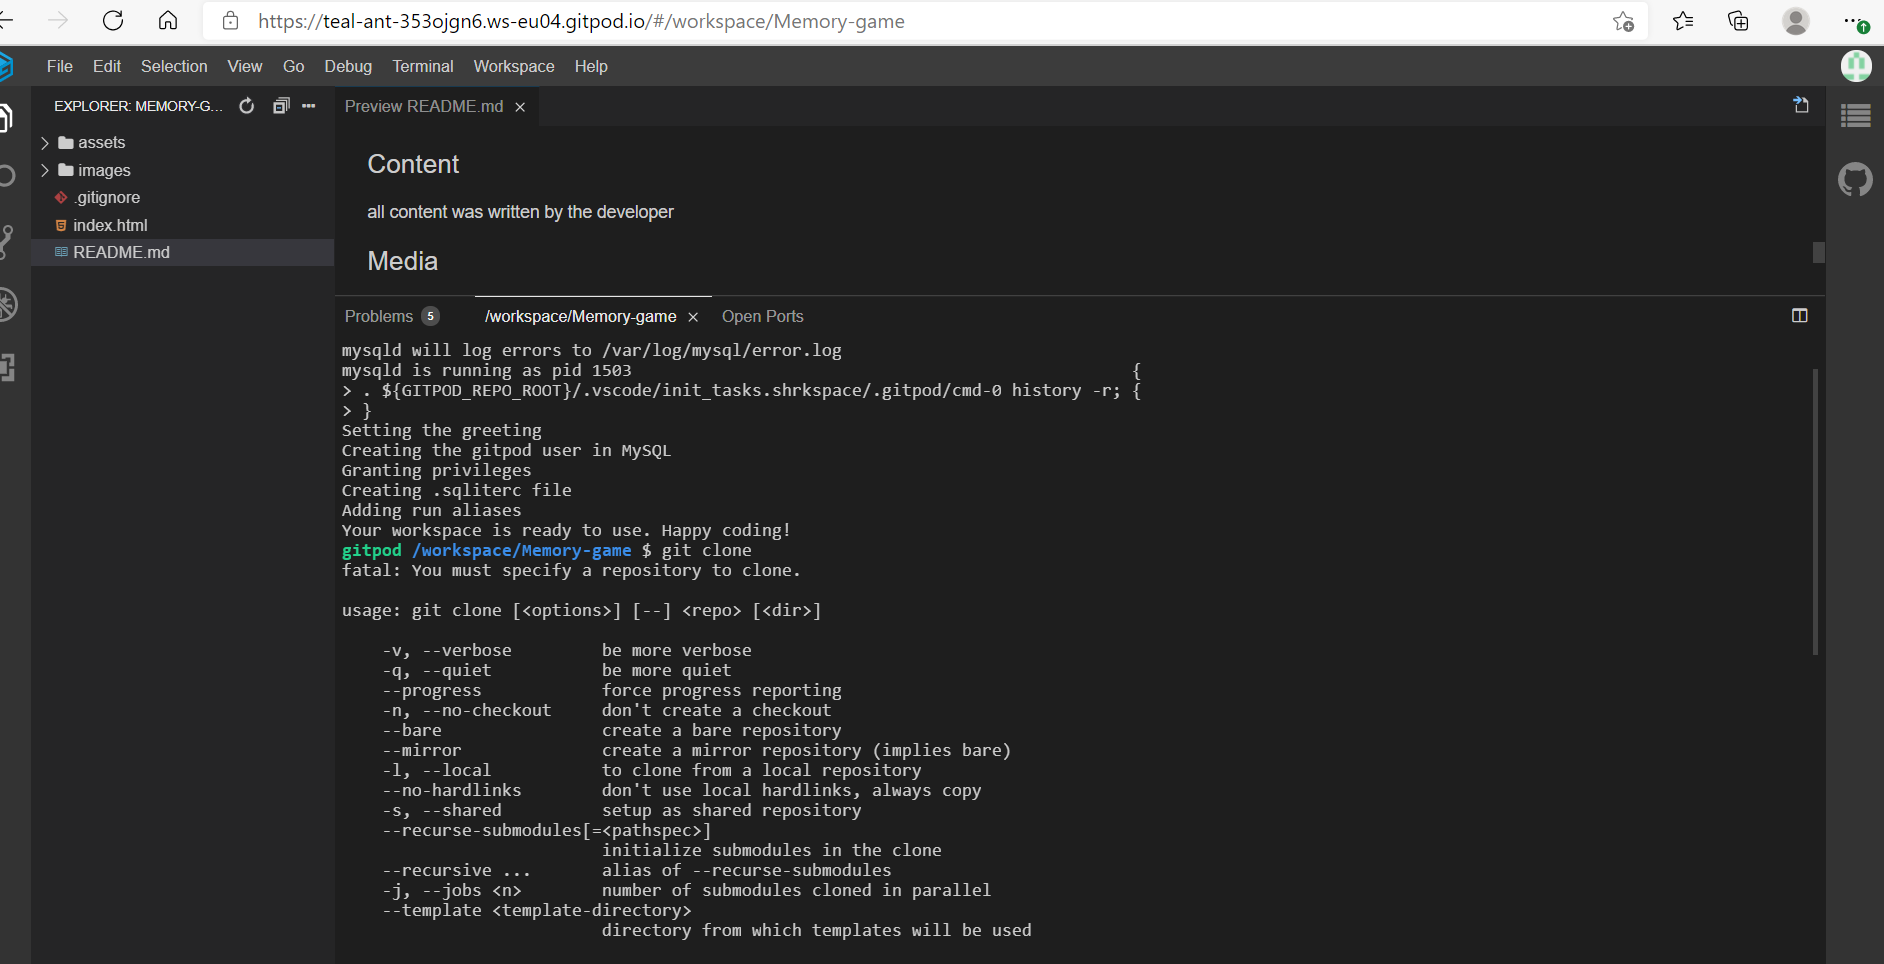 https://teal-ant-353ojgn6.ws-eu04.gitpod.io/#/workspace/Memory-game
File Edit Selection View Go Debug Terminal Workspace Help
EXPLORER: MEMORY-G...
assets
images
.gitignore
index.html
README.md
Preview README.md
Content
all content was written by the developer
Media
Problems 5 /workspace/Memory-game Open Ports
mysqld will log errors to /var/log/mysql/error.log
mysqld is running as pid 1503 {
> . ${GITPOD_REPO_ROOT}/.vscode/init_tasks.shrkspace/.gitpod/cmd-0 history -r; {
> }
Setting the greeting
Creating the gitpod user in MySQL
Granting privileges
Creating .sqliterc file
Adding run aliases
Your workspace is ready to use. Happy coding!
gitpod /workspace/Memory-game $ git clone
fatal: You must specify a repository to clone.
usage: git clone [<options>] [--] <repo> [<dir>]
-v, --verbose be more verbose
-q, --quiet be more quiet
--progress force progress reporting
-n, --no-checkout don't create a checkout
--bare create a bare repository
--mirror create a mirror repository (implies bare)
-l, --local to clone from a local repository
--no-hardlinks don't use local hardlinks, always copy
-s, --shared setup as shared repository
--recurse-submodules[=<pathspec>]
initialize submodules in the clone
--recursive ... alias of --recurse-submodules
-j, --jobs <n> number of submodules cloned in parallel
--template <template-directory>
directory from which templates will be used